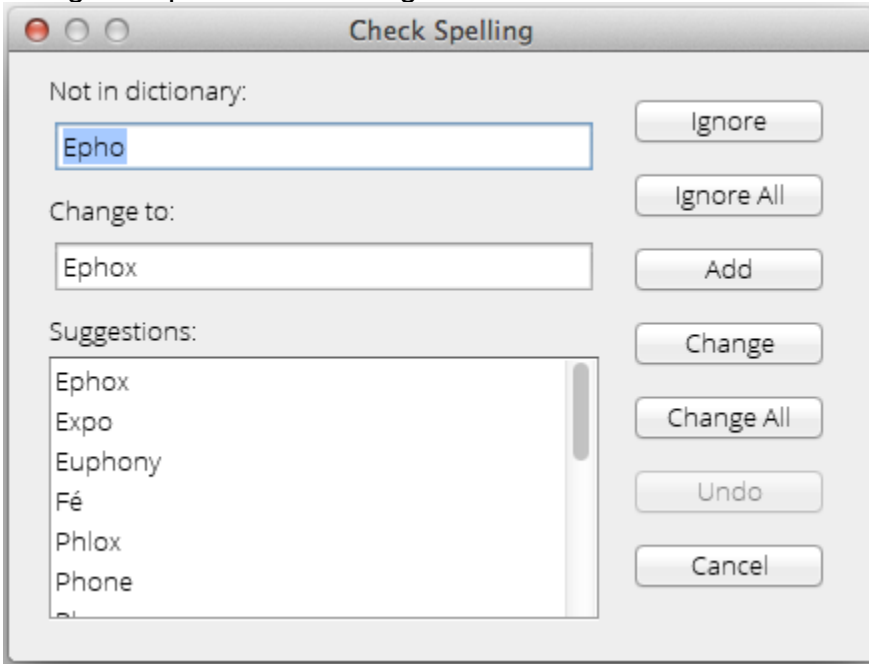 Check Spelling
Not in dictionary:
Epho
Change to:
Ephox
Suggestions:
Ephox
Expo
Euphony
Fé
Phlox
Phone
Ignore
Ignore All
Add
Change
Change All
Undo
Cancel